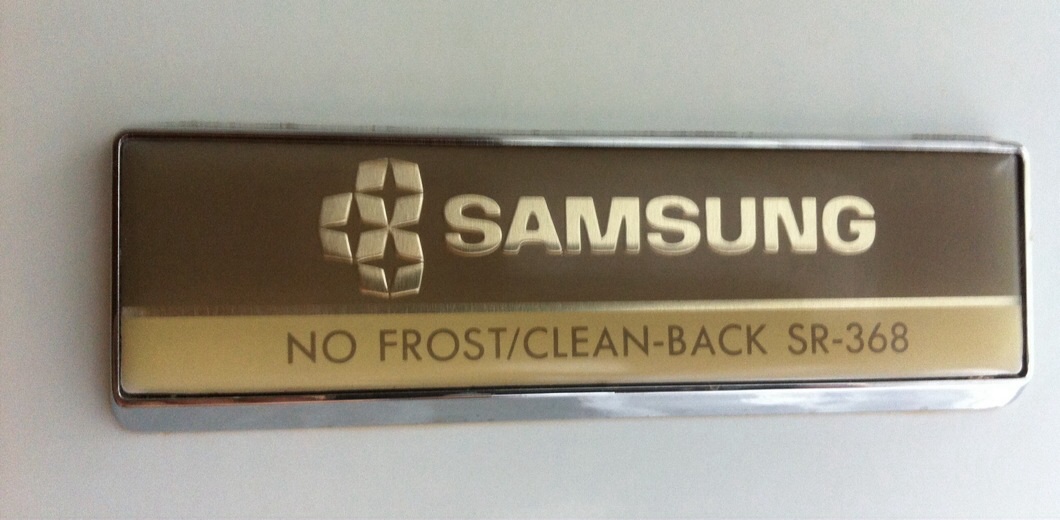 SAMSUNG
NO FROST/CLEAN-BACK SR-368